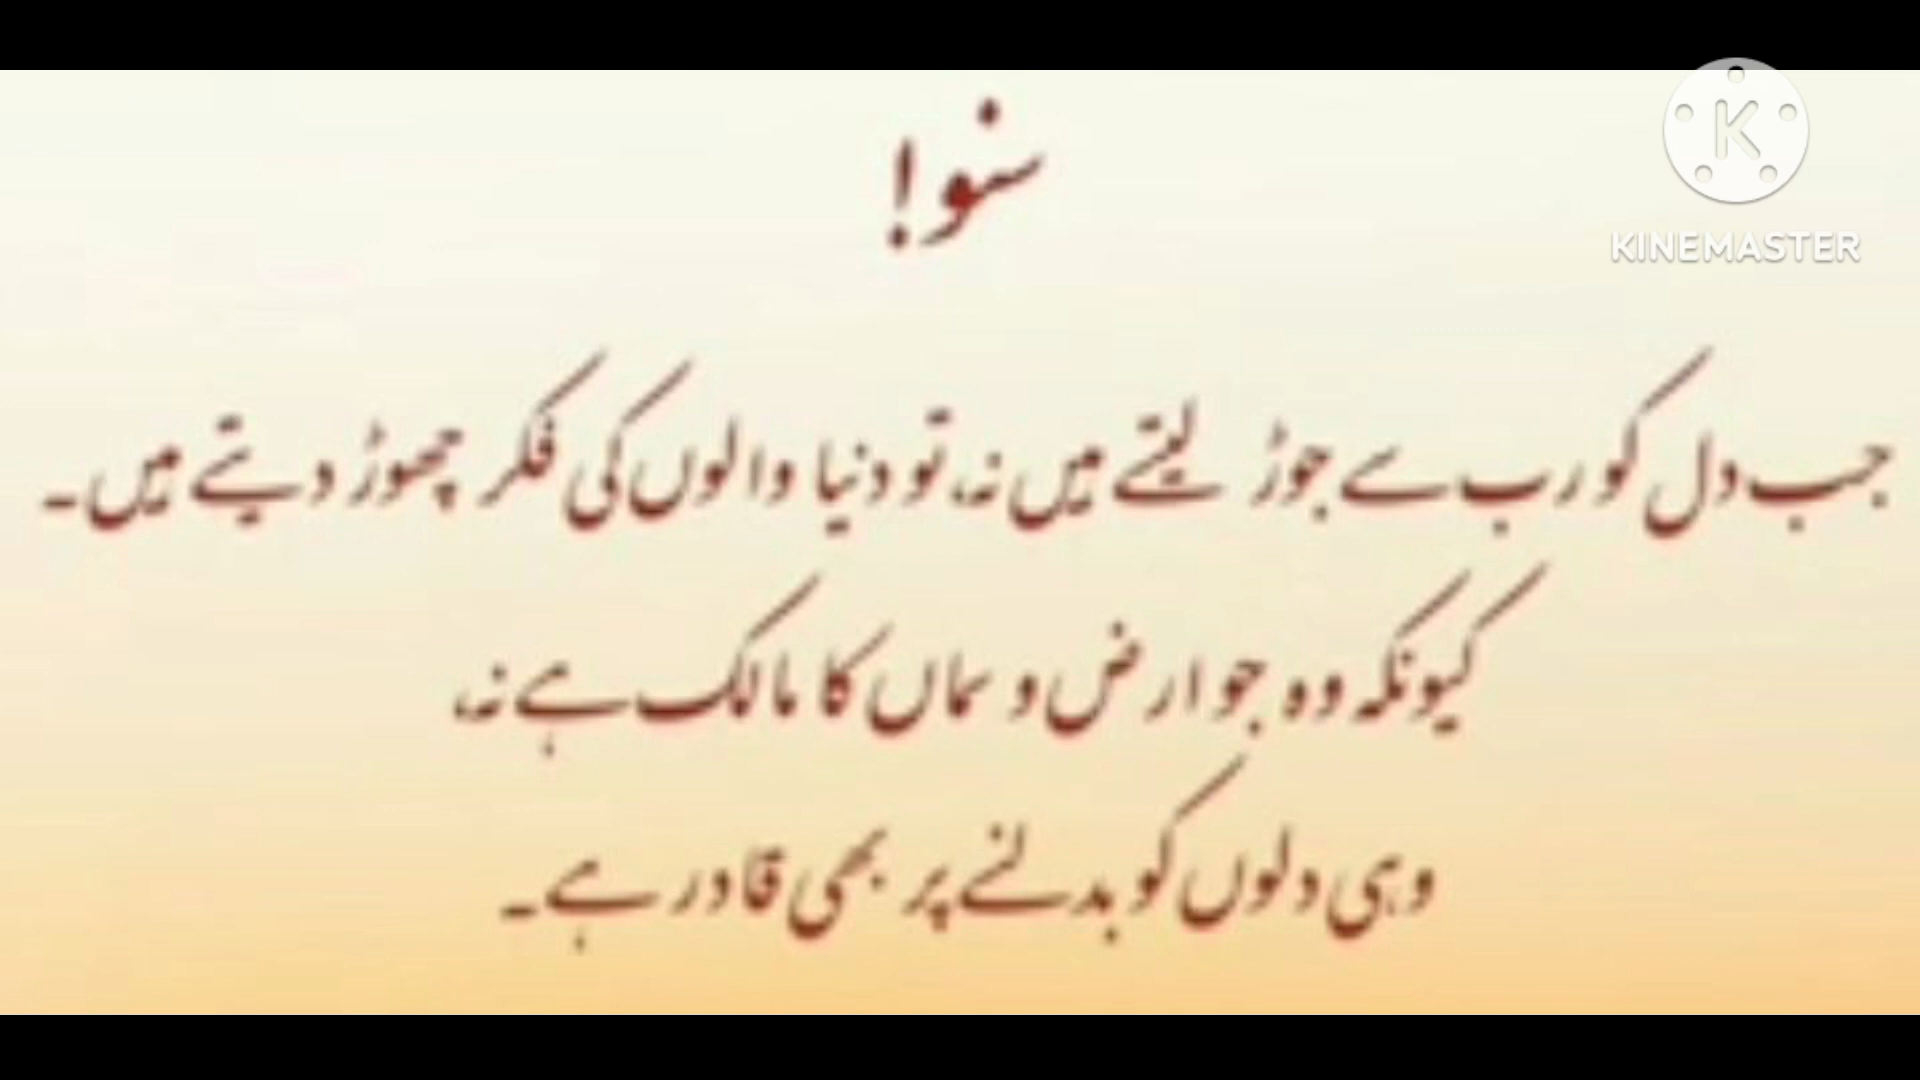 سنو!
KINEMASTER
جب دل کو رب سے جوڑ لیتے ہیں نہ، تو دنیا والوں کی فکر چھوڑ دیتے ہیں۔
کیونکہ وہ جو ارض و سماں کا مالک ہے نہ،
وہی دلوں کو بدلنے پر بھی قادر ہے۔